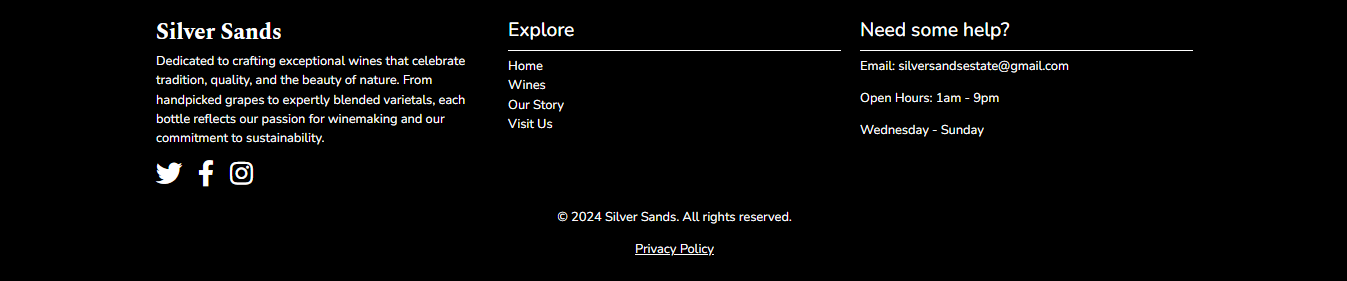 Silver Sands
Dedicated to crafting exceptional wines that celebrate
tradition, quality, and the beauty of nature. From
handpicked grapes to expertly blended varietals, each
bottle reflects our passion for winemaking and our
commitment to sustainability.
Explore
Home
Wines
Our Story
Visit Us
Need some help?
Email: silversandsestate@gmail.com
Open Hours: 1am - 9pm
Wednesday - Sunday
© 2024 Silver Sands. All rights reserved.
Privacy Policy